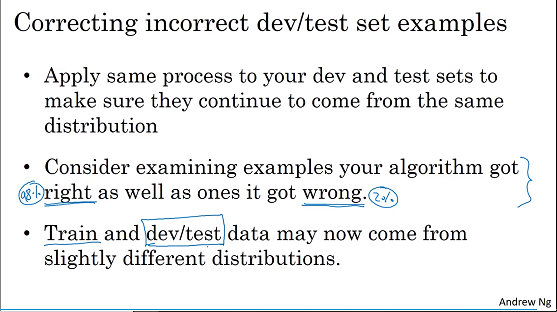 Correcting incorrect dev/test set examples
• Apply same process to your dev and test sets to
make sure they continue to come from the same
distribution
• Consider examining examples your algorithm got
98% right as well as ones it got wrong. 2%
• Train and dev/test data may now come from
slightly different distributions.
Andrew Ng